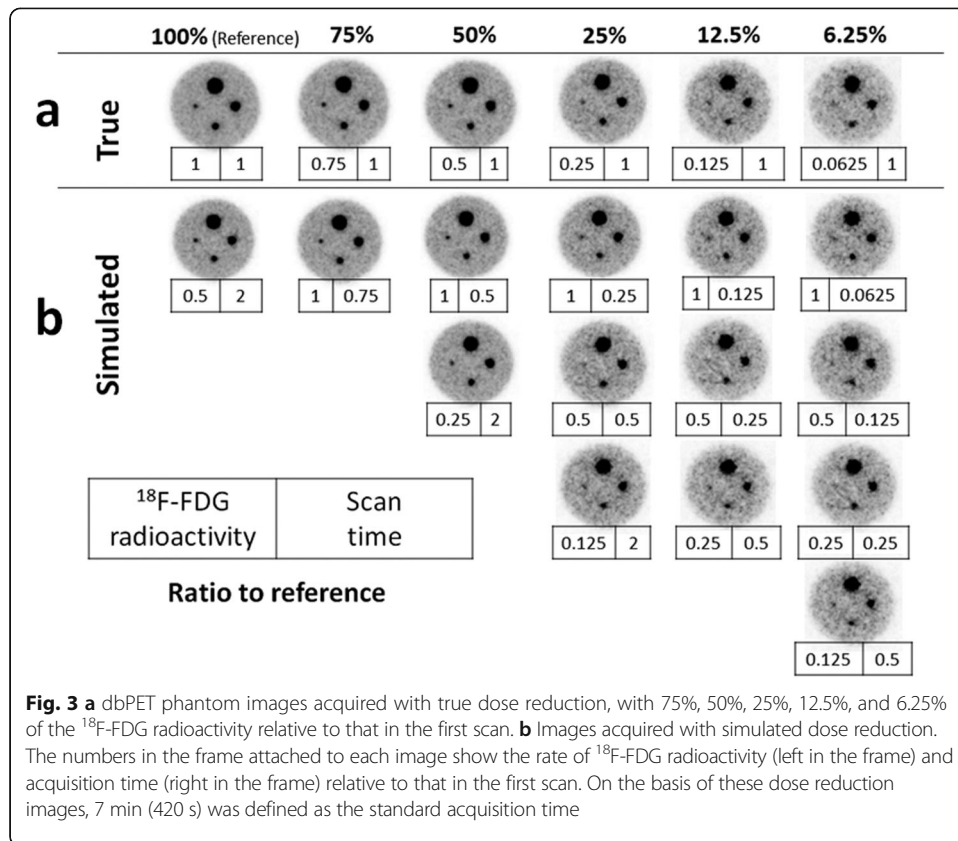 100% (Reference) 75% 50% 25% 12.5% 6.25%
a True
1 1 0.75 1 0.5 1 0.25 1 0.125 1 0.0625 1
b Simulated
0.5 2 1 0.75 1 0.5 1 0.25 1 0.125 1 0.0625
0.25 2 0.5 0.5 0.5 0.25 0.5 0.125
18F-FDG radioactivity Scan time
0.125 2 0.25 0.5 0.25 0.25
Ratio to reference
0.125 0.5
Fig. 3 a dbPET phantom images acquired with true dose reduction, with 75%, 50%, 25%, 12.5%, and 6.25%
of the 18F-FDG radioactivity relative to that in the first scan. b Images acquired with simulated dose reduction.
The numbers in the frame attached to each image show the rate of 18F-FDG radioactivity (left in the frame) and
acquisition time (right in the frame) relative to that in the first scan. On the basis of these dose reduction
images, 7 min (420 s) was defined as the standard acquisition time